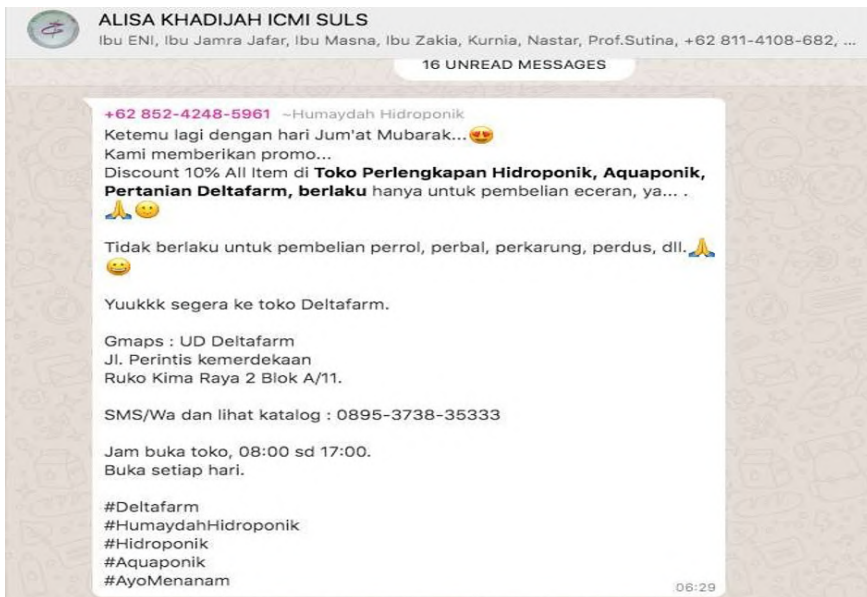 ALISA KHADIJAH ICMI SULS
Ibu ENI, Ibu Jamra Jafar, Ibu Masna, Ibu Zakia, Kurnia, Nastar, Prof.Sutina, +62 811-4108-682, ...
16 UNREAD MESSAGES
+62 852-4248-5961 ~Humaydah Hidroponik
Ketemu lagi dengan hari Jum'at Mubarak...😍
Kami memberikan promo...
Discount 10% All Item di Toko Perlengkapan Hidroponik, Aquaponik,
Pertanian Deltafarm, berlaku hanya untuk pembelian eceran, ya... .
🙏🙂
Tidak berlaku untuk pembelian perrol, perbal, perkarung, perdus, dll.🙏
😀
Yuukkk segera ke toko Deltafarm.
Gmaps : UD Deltafarm
Jl. Perintis kemerdekaan
Ruko Kima Raya 2 Blok A/11.
SMS/Wa dan lihat katalog : 0895-3738-35333
Jam buka toko, 08:00 sd 17:00.
Buka setiap hari.
#Deltafarm
#HumaydahHidroponik
#Hidroponik
#Aquaponik
#AyoMenanam
06:29